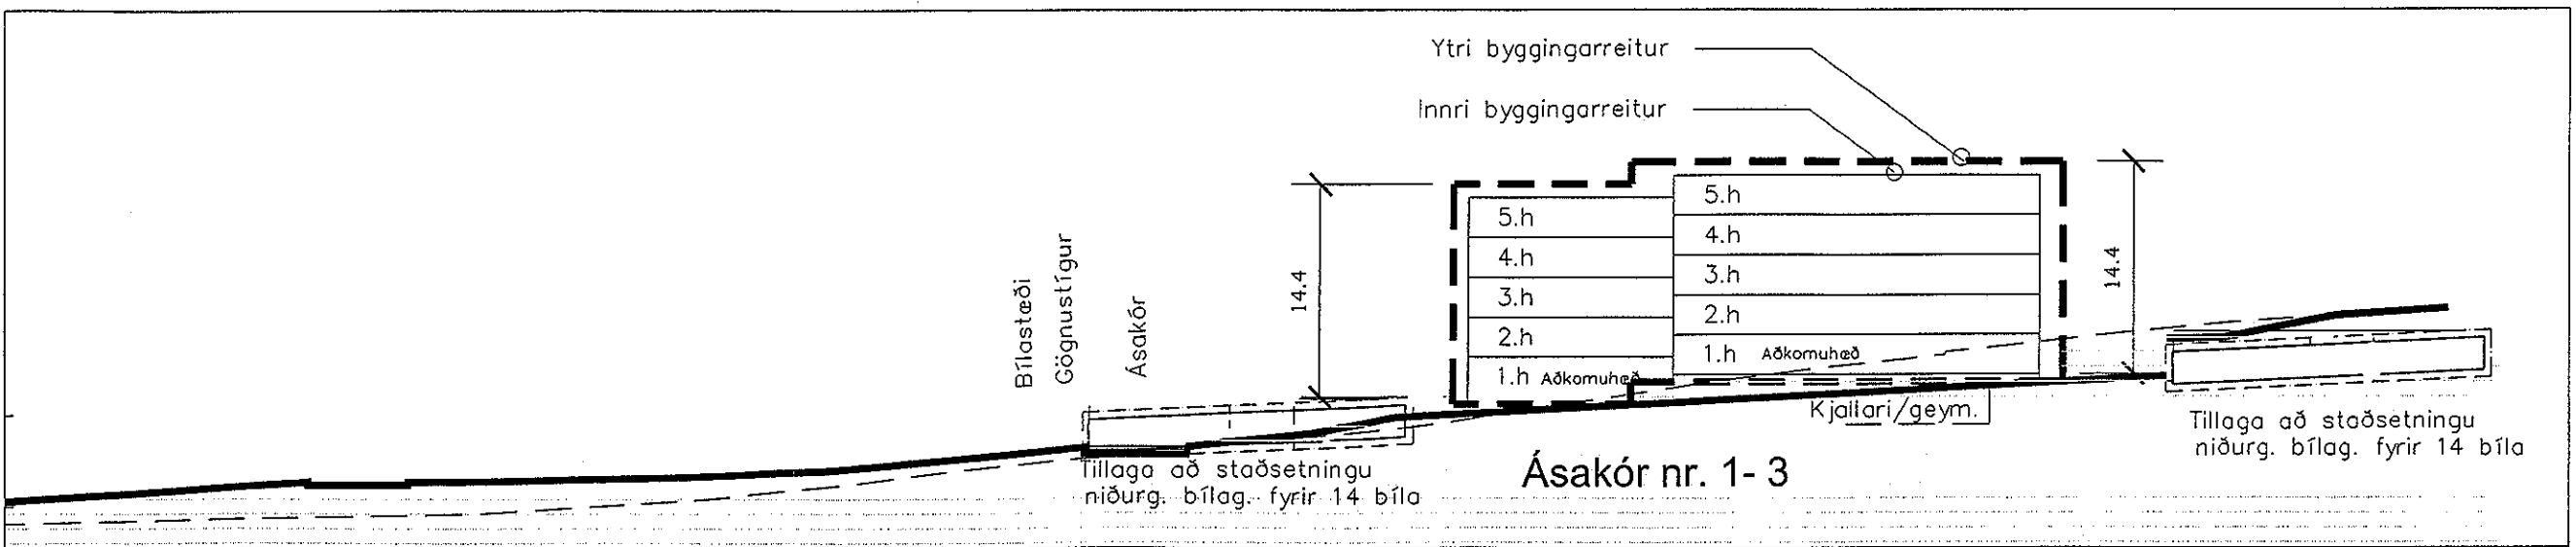 Ytri byggingarreitur
Innri byggingarreitur
Bílastæði
Gögnustígur
Ásakór
14.4
5.h
4.h
3.h
2.h
1.h Aðkomuhæð
5.h
4.h
3.h
2.h
1.h Aðkomuhæð
14.4
Kjallari/geym.
Tillaga að staðsetningu
niðurg. bílag. fyrir 14 bíla
Ásakór nr. 1- 3
Tillaga að staðsetningu
niðurg. bílag. fyrir 14 bíla